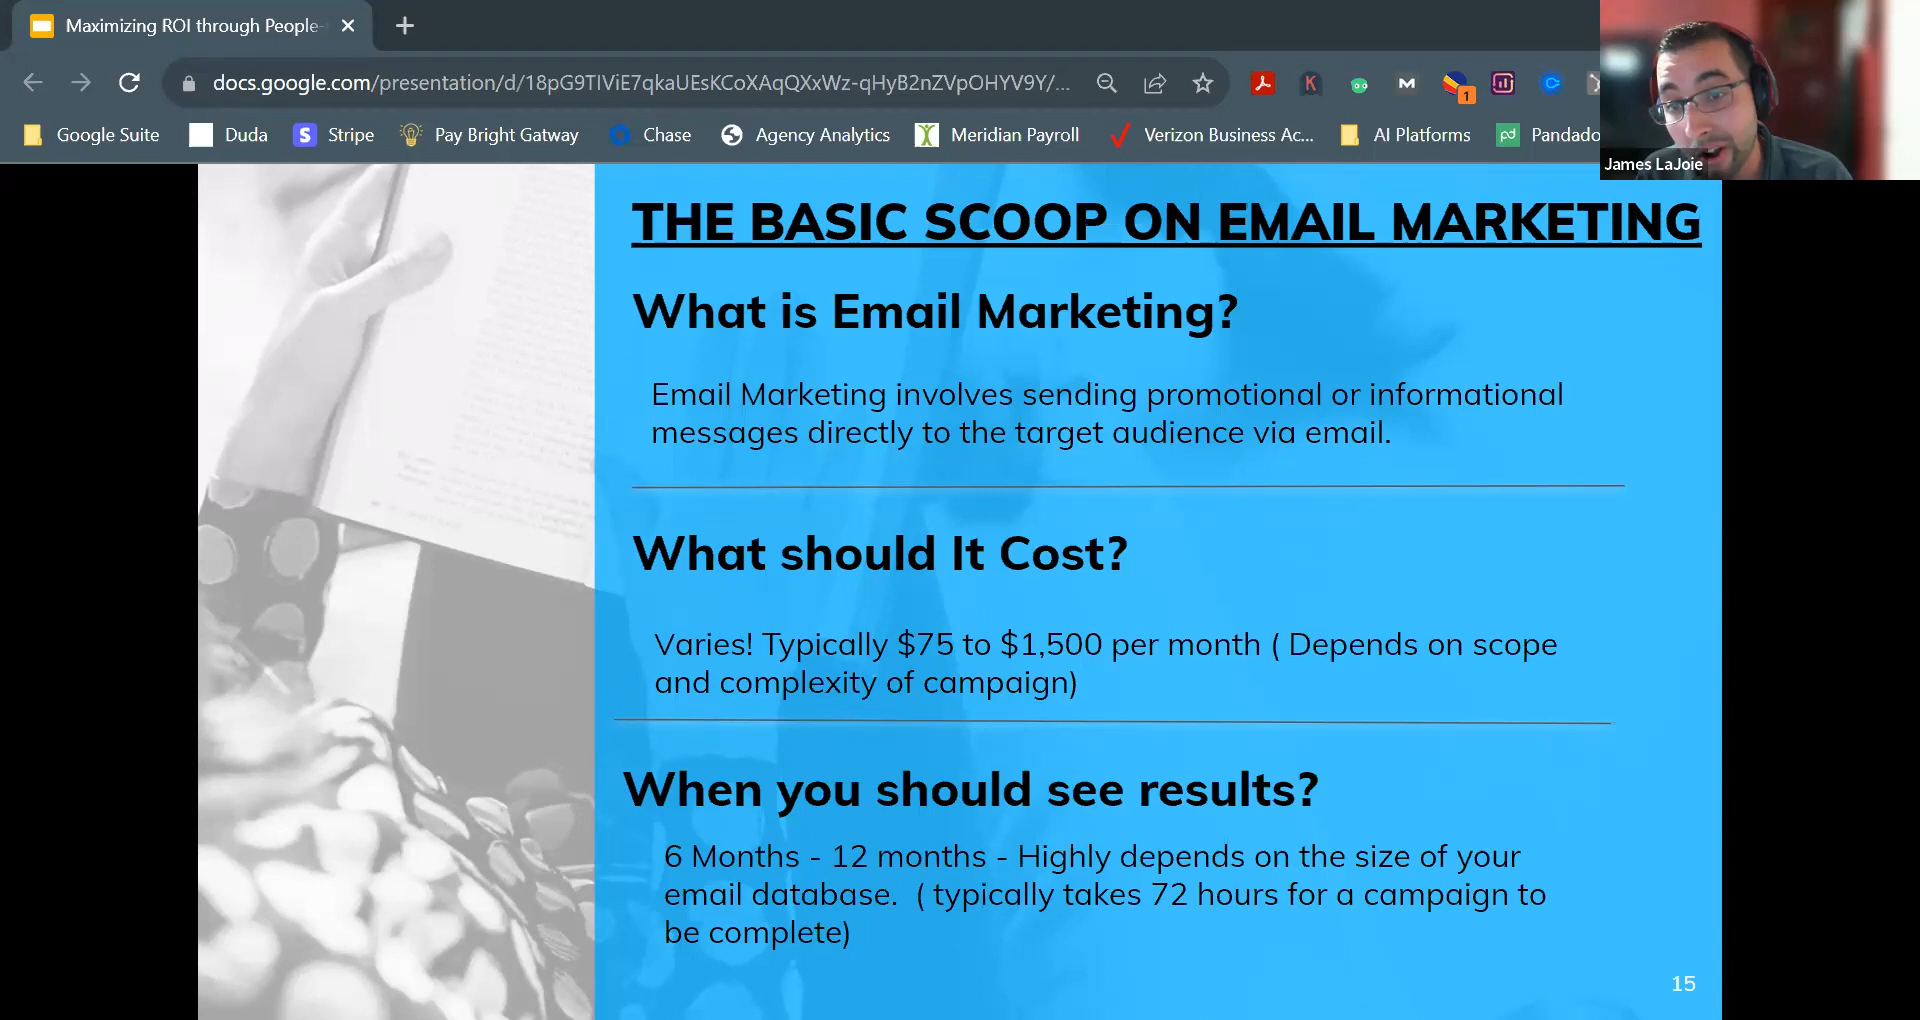 Maximizing ROI through People-
docs.google.com/presentation/d/18pG9TIViE7qkaUEsKCoXAqQXxWz-qHyB2nZVpOHYV9Y/...
K
M
1
Google Suite
S Stripe
Duda
Pay Bright Gatway
Chase
Agency Analytics
Meridian Payroll
Verizon Business Ac...
AI Platforms
pd Pandado
James LaJoie
THE BASIC SCOOP ON EMAIL MARKETING
What is Email Marketing?
Email Marketing involves sending promotional or informational
messages directly to the target audience via email.
What should It Cost?
Varies! Typically $75 to $1,500 per month ( Depends on scope
and complexity of campaign)
When you should see results?
6 Months - 12 months - Highly depends on the size of your
email database.  ( typically takes 72 hours for a campaign to
be complete)
15